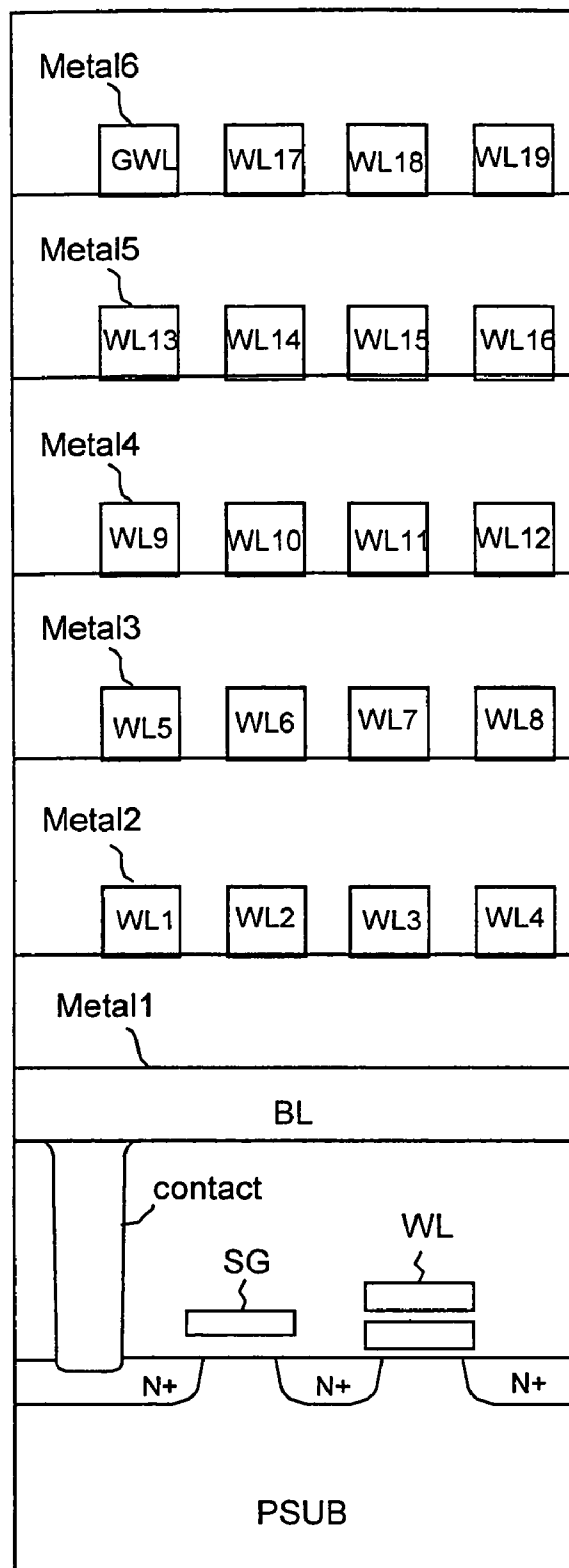 Metal6
GWL WL17 WL18 WL19
Metal5
WL13 WL14 WL15 WL16
Metal4
WL9 WL10 WL11 WL12
Metal3
WL5 WL6 WL7 WL8
Metal2
WL1 WL2 WL3 WL4
Metal1
BL
contact
SG WL
N+ N+ N+
PSUB